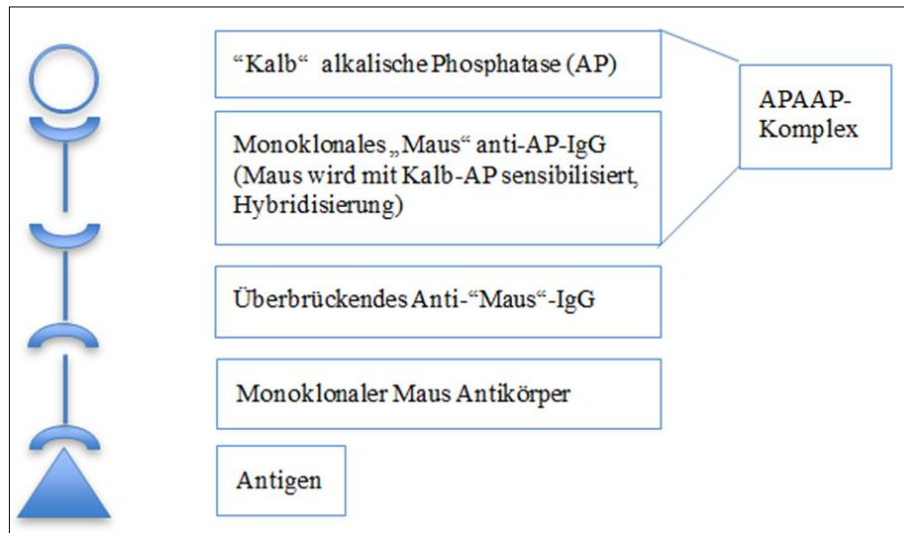 “Kalb“ alkalische Phosphatase (AP)
APAAP-
Komplex
Monoklonales „Maus“ anti-AP-IgG
(Maus wird mit Kalb-AP sensibilisiert,
Hybridisierung)
Überbrückendes Anti-“Maus“-IgG
Monoklonaler Maus Antikörper
Antigen